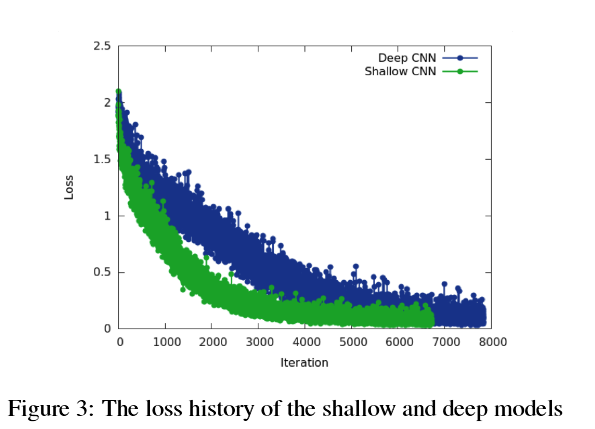 2.5
2
1.5
1
0.5
0
Loss
Deep CNN
Shallow CNN
0 1000 2000 3000 4000 5000 6000 7000 8000
Iteration
Figure 3: The loss history of the shallow and deep models